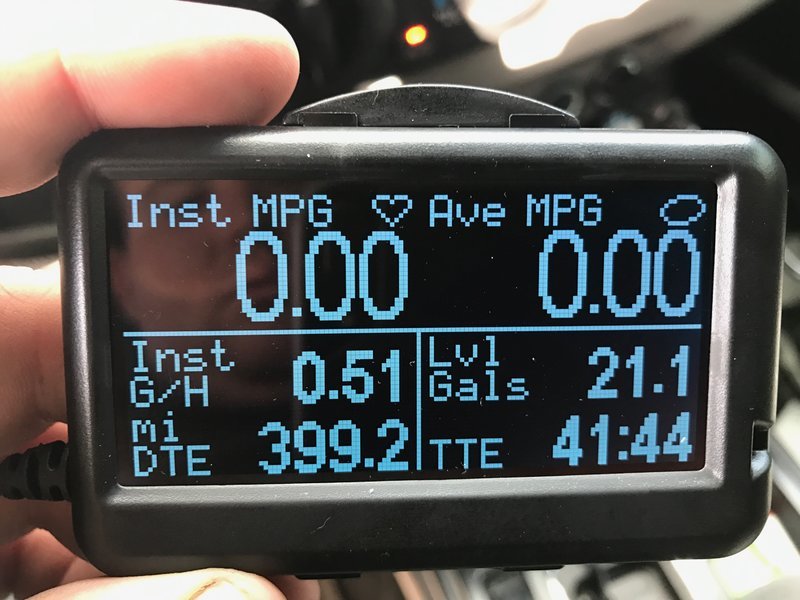 Inst MPG Ave MPG
0.00 0.00
Inst G/H 0.51 Lvl Gals 21.1
mi DTE 399.2 TTE 41:44